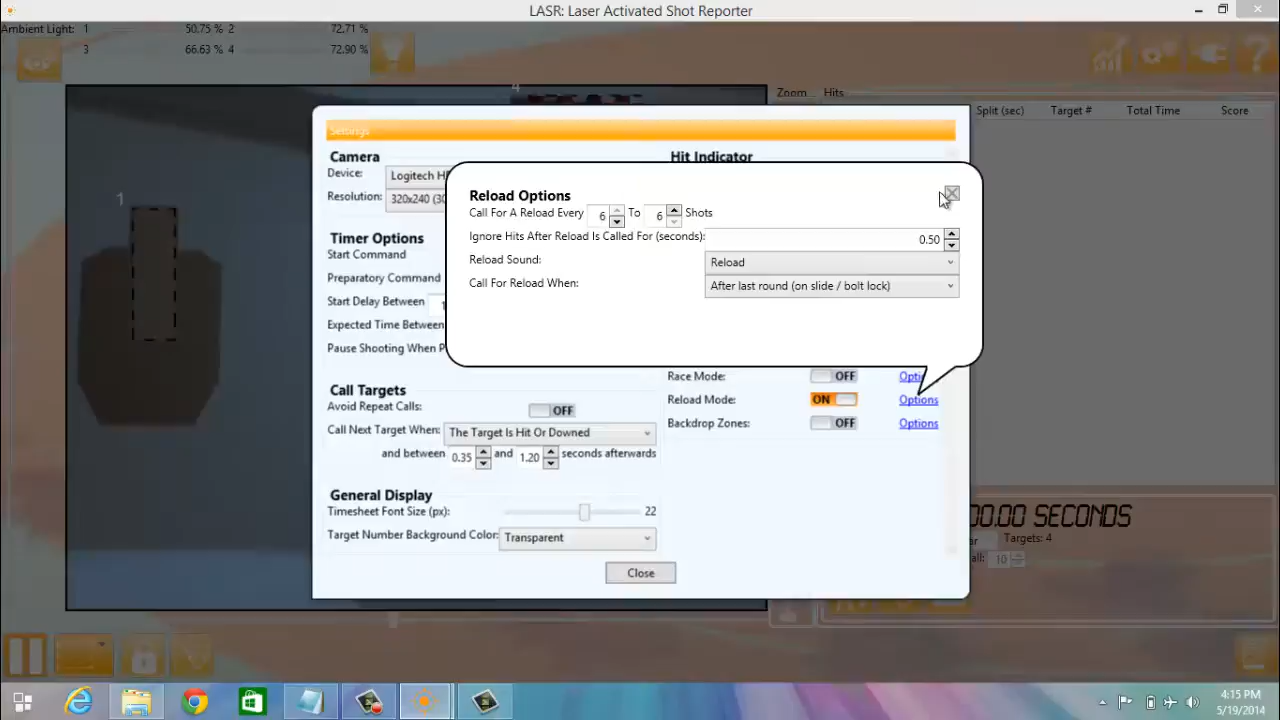 LASR: Laser Activated Shot Reporter
Ambient Light: 1 50.75 % 2 72.71 %
3 66.63 % 4 72.90 %
Zoom Hits
4
Split (sec) Target # Total Time Score
1
Settings
Camera
Device: Logitech H
Resolution: 320x240 (30
Hit Indicator
Timer Options
Start Command
Preparatory Command
Start Delay Between 1
Expected Time Between
Pause Shooting When P
Reload Options
Call For A Reload Every 6 To 6 Shots
Ignore Hits After Reload Is Called For (seconds): 0.50
Reload Sound: Reload
Call For Reload When: After last round (on slide / bolt lock)
Race Mode: OFF Opti
Reload Mode: ON Options
Backdrop Zones: OFF Options
Call Targets
Avoid Repeat Calls: OFF
Call Next Target When: The Target Is Hit Or Downed
and between 0.35 and 1.20 seconds afterwards
General Display
Timesheet Font Size (px): 22
Target Number Background Color: Transparent
Close
00.00 SECONDS
ar Targets: 4
all: 10
4:15 PM
5/19/2014